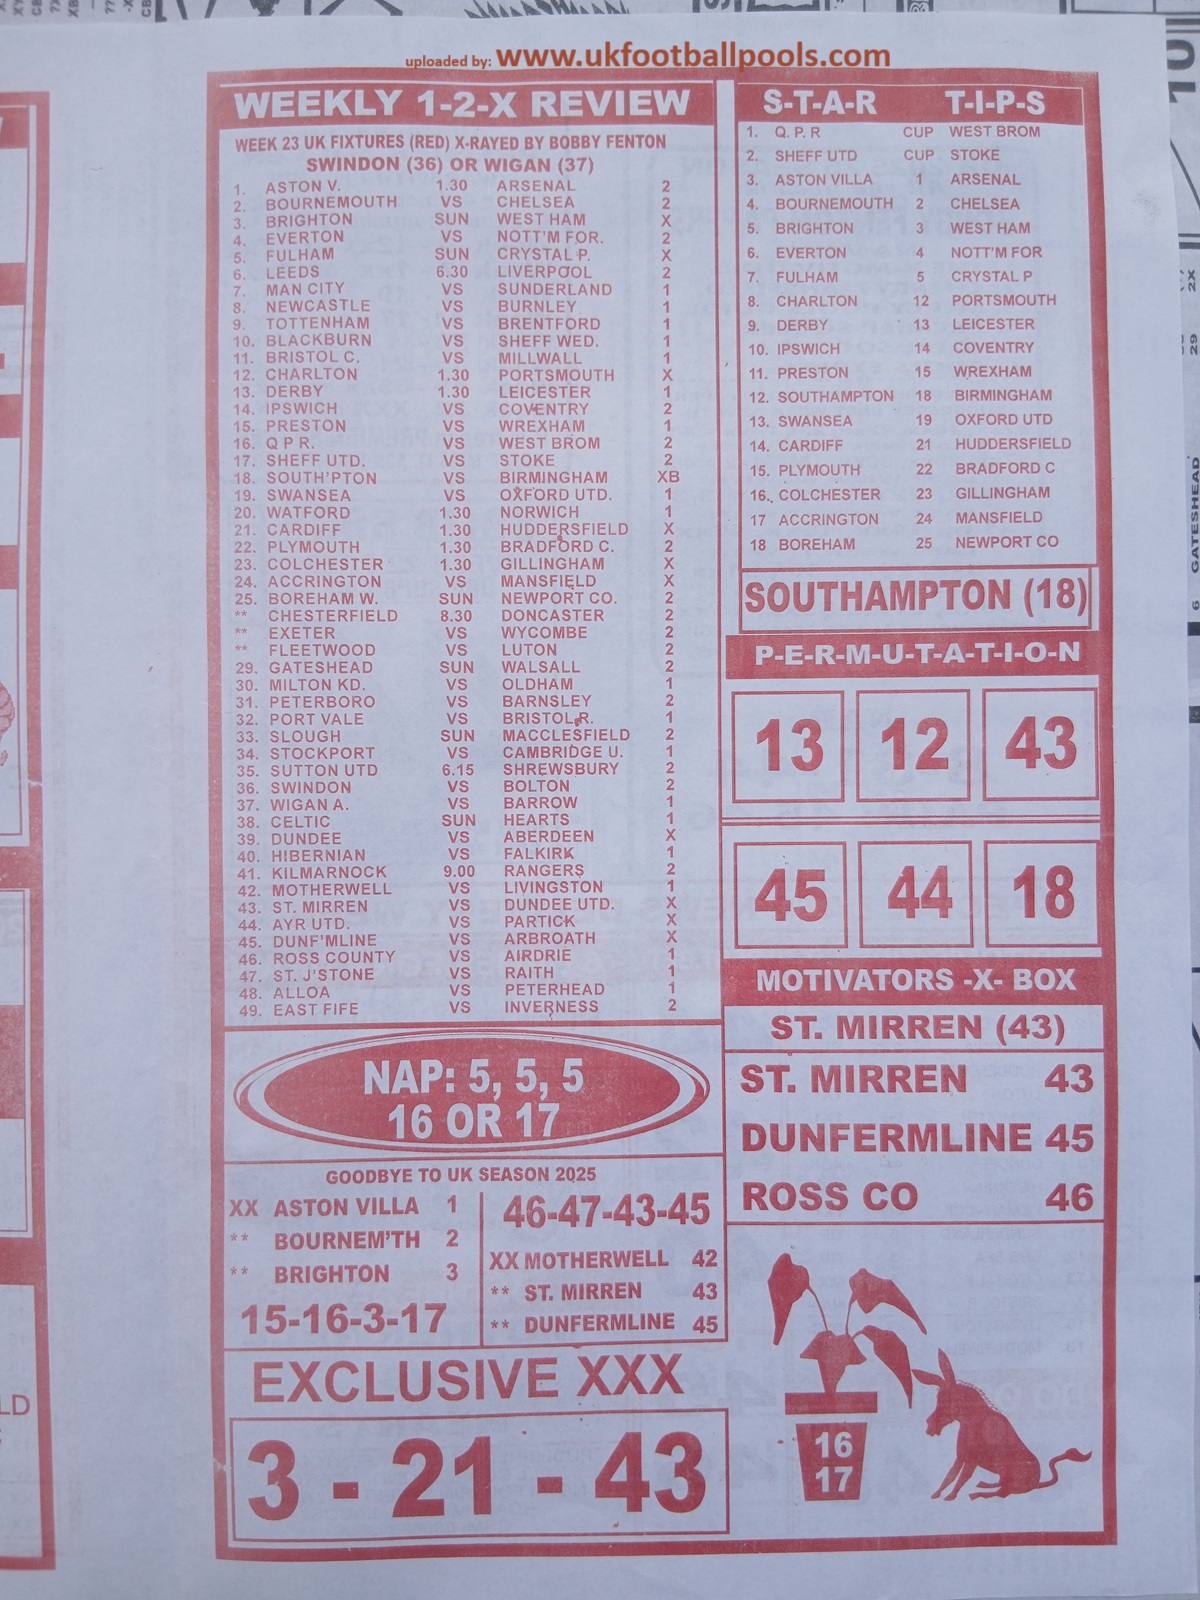 uploaded by: www.ukfootballpools.com
WEEKLY 1-2-X REVIEW
WEEK 23 UK FIXTURES (RED) X-RAYED BY BOBBY FENTON
SWINDON (36) OR WIGAN (37)
1. ASTON V. 1.30 ARSENAL 2
2. BOURNEMOUTH VS CHELSEA 2
3. BRIGHTON SUN WEST HAM X
4. EVERTON VS NOTT'M FOR. 2
5. FULHAM SUN CRYSTAL P. X
6. LEEDS 6.30 LIVERPOOL 2
7. MAN CITY VS SUNDERLAND 1
8. NEWCASTLE VS BURNLEY 1
9. TOTTENHAM VS BRENTFORD 1
10. BLACKBURN VS SHEFF WED. 1
11. BRISTOL C. VS MILLWALL 1
12. CHARLTON 1.30 PORTSMOUTH X
13. DERBY 1.30 LEICESTER 1
14. IPSWICH VS COVENTRY 2
15. PRESTON VS WREXHAM 1
16. Q P R. VS WEST BROM 2
17. SHEFF UTD. VS STOKE 2
18. SOUTH'PTON VS BIRMINGHAM XB
19. SWANSEA VS OXFORD UTD. 1
20. WATFORD 1.30 NORWICH 1
21. CARDIFF 1.30 HUDDERSFIELD X
22. PLYMOUTH 1.30 BRADFORD C. 2
23. COLCHESTER 1.30 GILLINGHAM X
24. ACCRINGTON VS MANSFIELD X
25. BOREHAM W. SUN NEWPORT CO. 2
** CHESTERFIELD 8.30 DONCASTER 2
** EXETER VS WYCOMBE 2
** FLEETWOOD VS LUTON 2
29. GATESHEAD SUN WALSALL 2
30. MILTON KD. VS OLDHAM 1
31. PETERBORO VS BARNSLEY 2
32. PORT VALE VS BRISTOL R. 1
33. SLOUGH SUN MACCLESFIELD 2
34. STOCKPORT VS CAMBRIDGE U. 1
35. SUTTON UTD 6.15 SHREWSBURY 2
36. SWINDON VS BOLTON 2
37. WIGAN A. VS BARROW 1
38. CELTIC SUN HEARTS 1
39. DUNDEE VS ABERDEEN X
40. HIBERNIAN VS FALKIRK 1
41. KILMARNOCK 9.00 RANGERS 2
42. MOTHERWELL VS LIVINGSTON 1
43. ST. MIRREN VS DUNDEE UTD. X
44. AYR UTD. VS PARTICK X
45. DUNF'MLINE VS ARBROATH X
46. ROSS COUNTY VS AIRDRIE 1
47. ST. J'STONE VS RAITH 1
48. ALLOA VS PETERHEAD 1
49. EAST FIFE VS INVERNESS 2
NAP: 5, 5, 5
16 OR 17
GOODBYE TO UK SEASON 2025
XX ASTON VILLA 1
** BOURNEM'TH 2
** BRIGHTON 3
15-16-3-17
46-47-43-45
XX MOTHERWELL 42
** ST. MIRREN 43
** DUNFERMLINE 45
EXCLUSIVE XXX
3 - 21 - 43
S-T-A-R T-I-P-S
1. Q. P. R CUP WEST BROM
2. SHEFF UTD CUP STOKE
3. ASTON VILLA 1 ARSENAL
4. BOURNEMOUTH 2 CHELSEA
5. BRIGHTON 3 WEST HAM
6. EVERTON 4 NOTT'M FOR
7. FULHAM 5 CRYSTAL P
8. CHARLTON 12 PORTSMOUTH
9. DERBY 13 LEICESTER
10. IPSWICH 14 COVENTRY
11. PRESTON 15 WREXHAM
12. SOUTHAMPTON 18 BIRMINGHAM
13. SWANSEA 19 OXFORD UTD
14. CARDIFF 21 HUDDERSFIELD
15. PLYMOUTH 22 BRADFORD C
16. COLCHESTER 23 GILLINGHAM
17 ACCRINGTON 24 MANSFIELD
18 BOREHAM 25 NEWPORT CO
SOUTHAMPTON (18)
P-E-R-M-U-T-A-T-I-O-N
13 12 43
45 44 18
MOTIVATORS -X- BOX
ST. MIRREN (43)
ST. MIRREN 43
DUNFERMLINE 45
ROSS CO 46
16
17
LD
10
2X
29
GATESHEAD
6